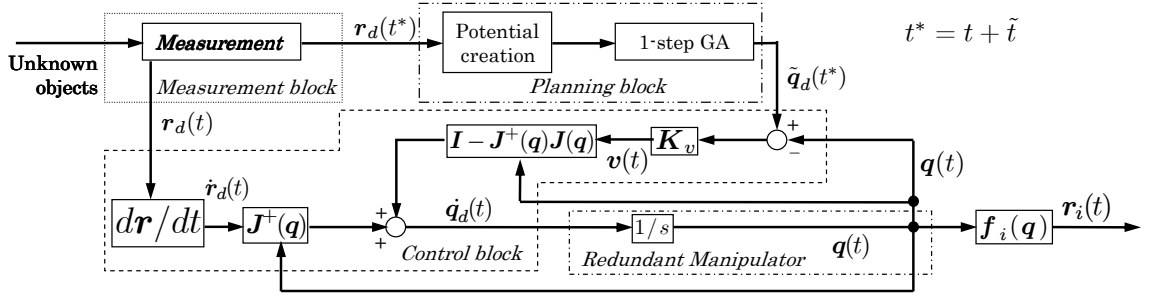 Unknown
objects
Measurement
Measurement block
r_d(t*)
Potential
creation
1-step GA
Planning block
t* = t + t̃
q̃_d(t*)
r_d(t)
I − J⁺(q)J(q)
v(t)
K_v
+
−
q(t)
dr/dt
ṙ_d(t)
J⁺(q)
+
+
q̇_d(t)
Control block
1/s
q(t)
Redundant Manipulator
f_i(q)
r_i(t)